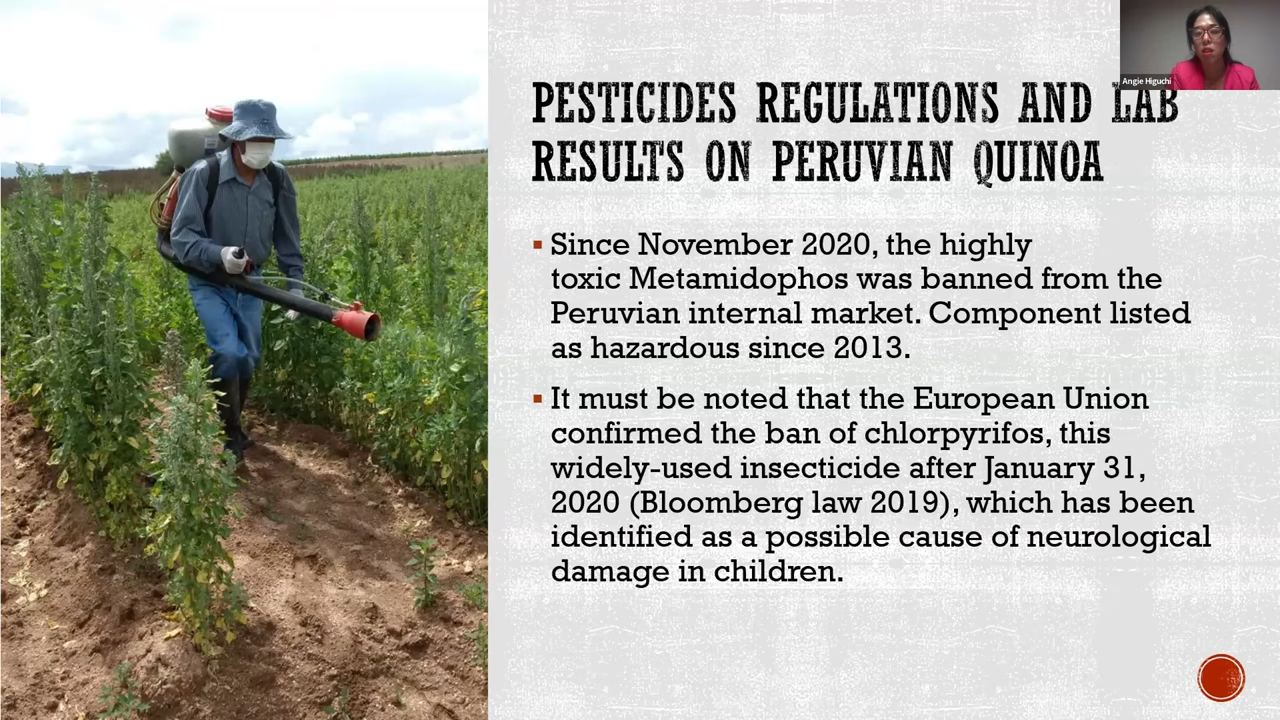 Angie Higuchi
PESTICIDES REGULATIONS AND LAB
RESULTS ON PERUVIAN QUINOA
Since November 2020, the highly
toxic Metamidophos was banned from the
Peruvian internal market. Component listed
as hazardous since 2013.
It must be noted that the European Union
confirmed the ban of chlorpyrifos, this
widely-used insecticide after January 31,
2020 (Bloomberg law 2019), which has been
identified as a possible cause of neurological
damage in children.